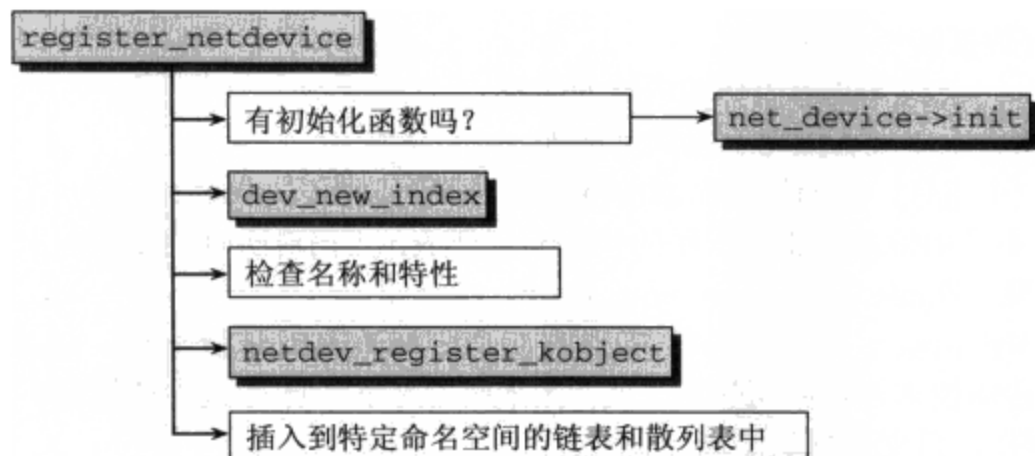 register_netdevice
有初始化函数吗?
net_device->init
dev_new_index
检查名称和特性
netdev_register_kobject
插入到特定命名空间的链表和散列表中